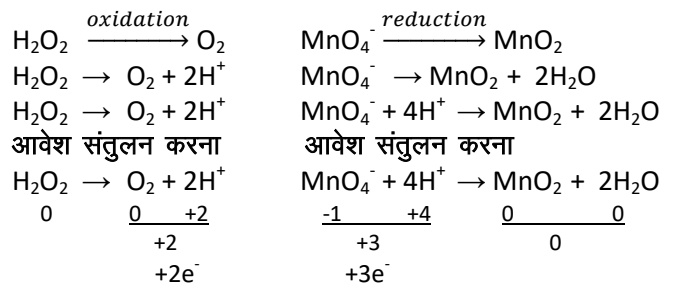 H₂O₂ —oxidation→ O₂
H₂O₂ → O₂ + 2H⁺
H₂O₂ → O₂ + 2H⁺
आवेश संतुलन करना
H₂O₂ → O₂ + 2H⁺
0 0 +2
+2
+2e⁻
MnO₄⁻ —reduction→ MnO₂
MnO₄⁻ → MnO₂ + 2H₂O
MnO₄⁻ + 4H⁺ → MnO₂ + 2H₂O
आवेश संतुलन करना
MnO₄⁻ + 4H⁺ → MnO₂ + 2H₂O
-1 +4 0 0
+3 0
+3e⁻